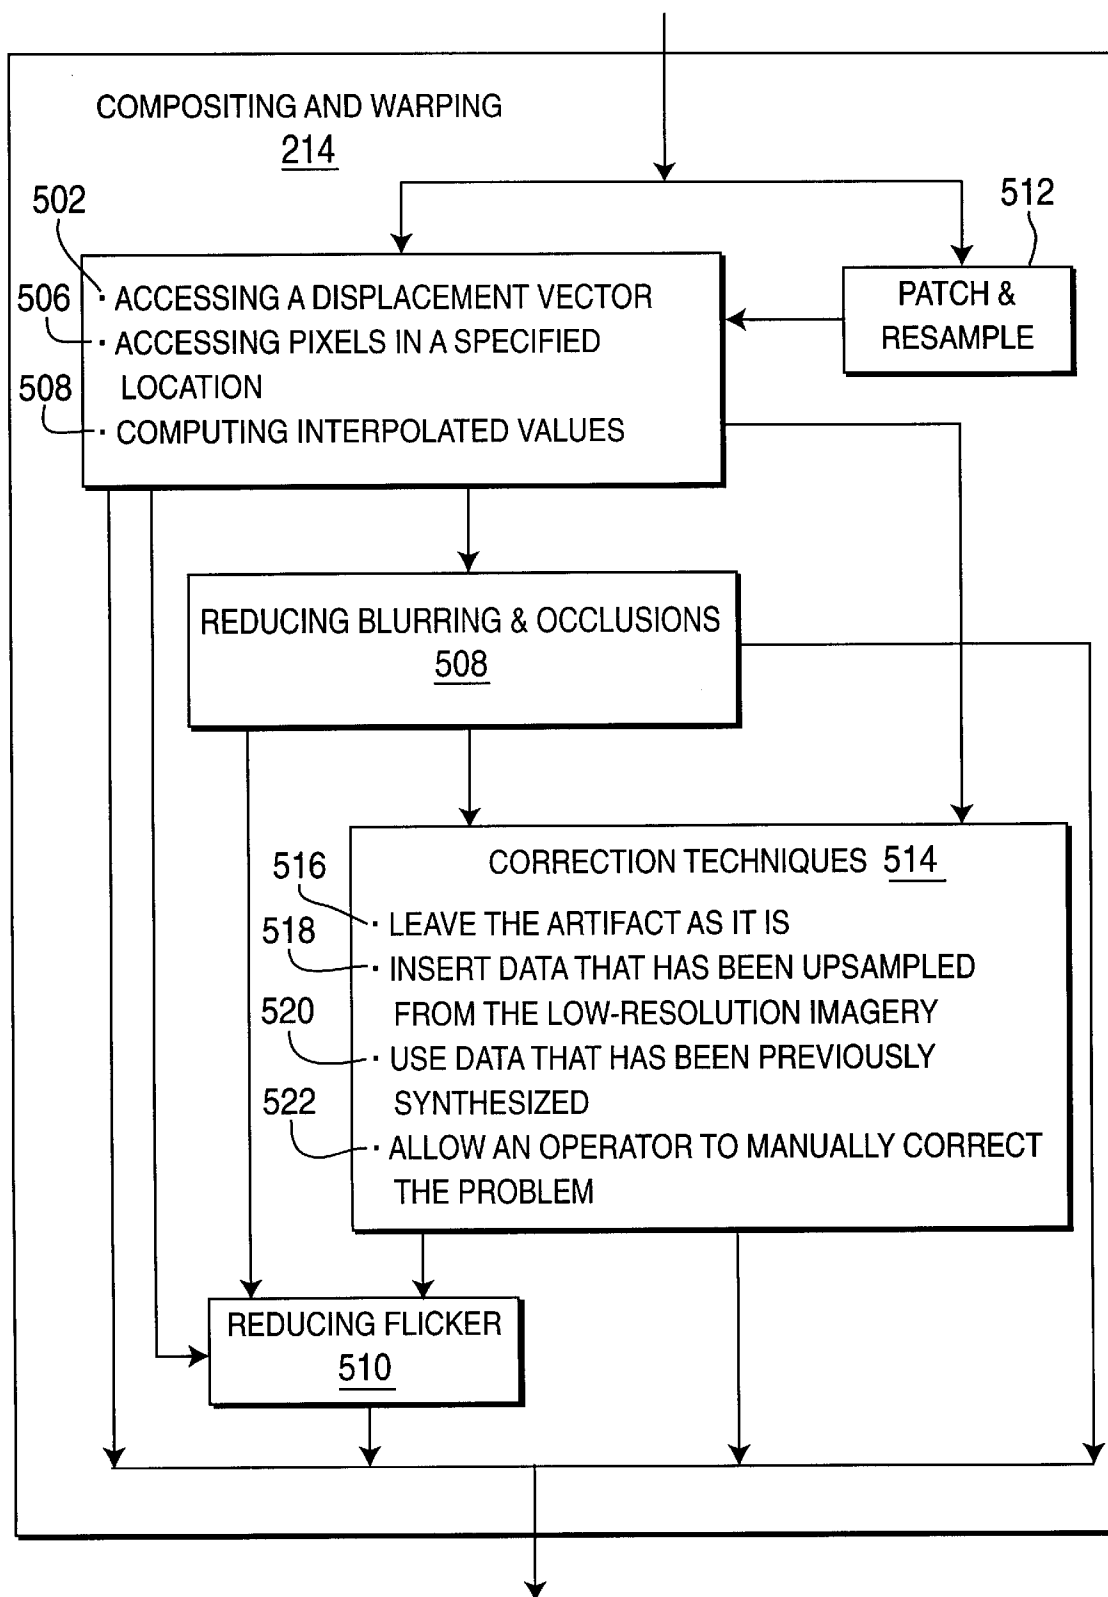 COMPOSITING AND WARPING
214
502
512
· ACCESSING A DISPLACEMENT VECTOR
506
· ACCESSING PIXELS IN A SPECIFIED
LOCATION
508
· COMPUTING INTERPOLATED VALUES
PATCH &
RESAMPLE
REDUCING BLURRING & OCCLUSIONS
508
CORRECTION TECHNIQUES 514
516
· LEAVE THE ARTIFACT AS IT IS
518
· INSERT DATA THAT HAS BEEN UPSAMPLED
FROM THE LOW-RESOLUTION IMAGERY
520
· USE DATA THAT HAS BEEN PREVIOUSLY
SYNTHESIZED
522
· ALLOW AN OPERATOR TO MANUALLY CORRECT
THE PROBLEM
REDUCING FLICKER
510